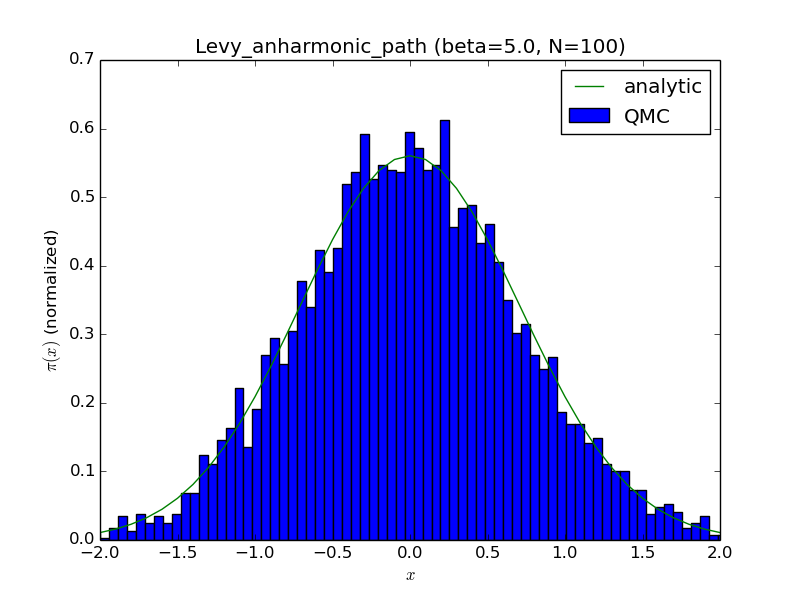 Levy_anharmonic_path (beta=5.0, N=100)
analytic
QMC
0.7
0.6
0.5
0.4
0.3
0.2
0.1
0.0
π(x) (normalized)
−2.0 −1.5 −1.0 −0.5 0.0 0.5 1.0 1.5 2.0
x